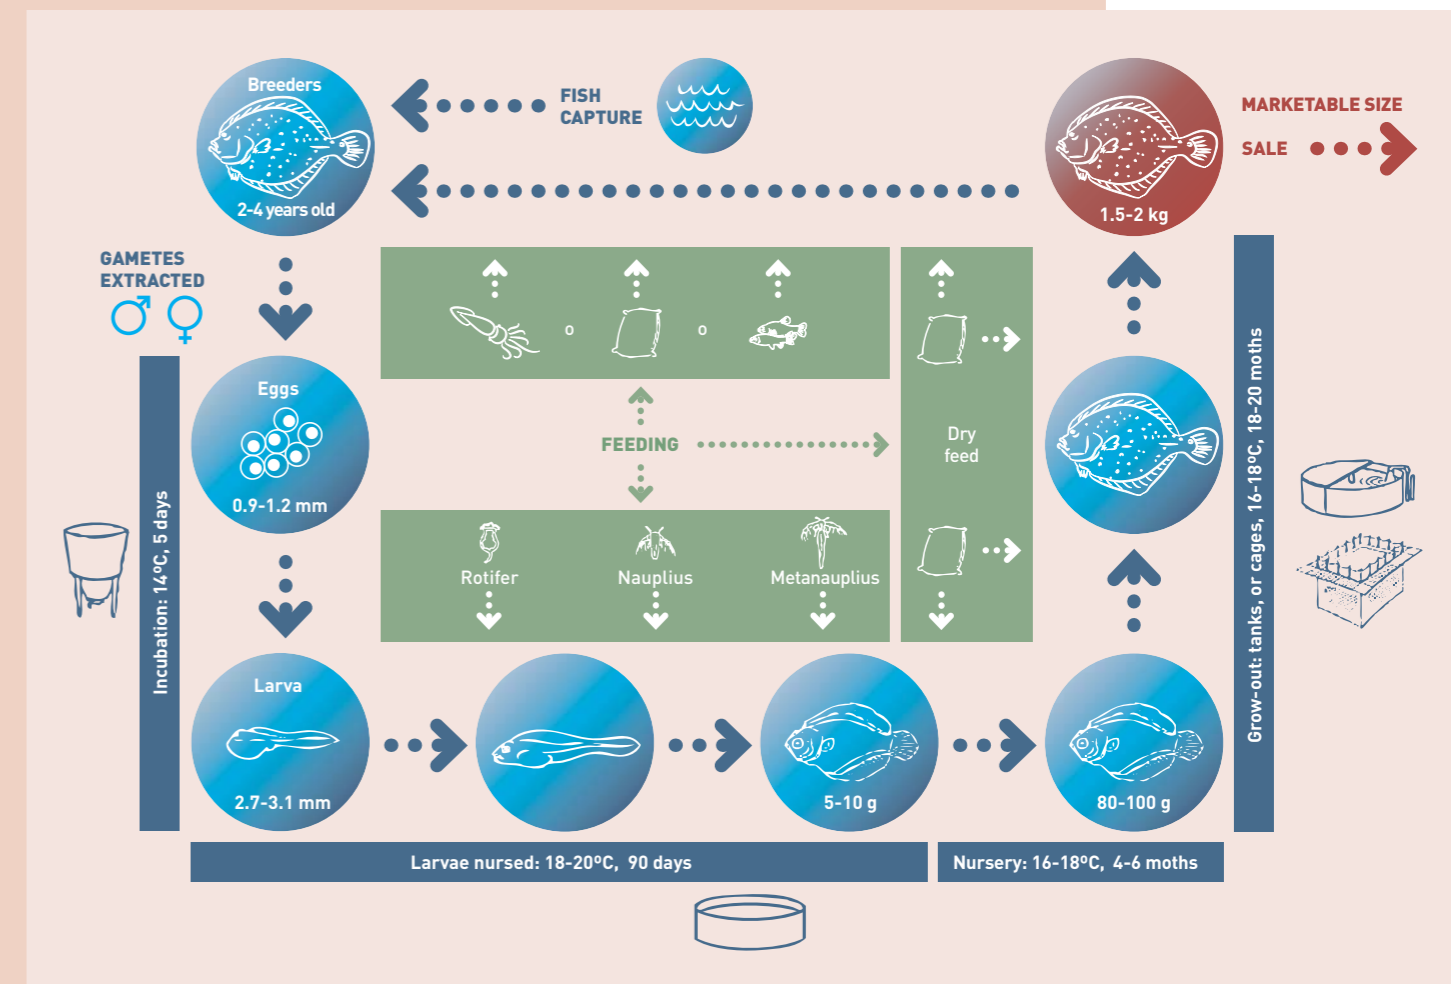 Breeders
2-4 years old
FISH
CAPTURE
1.5-2 kg
MARKETABLE SIZE
SALE
GAMETES
EXTRACTED
o
o
Eggs
0.9-1.2 mm
FEEDING
Dry
feed
Incubation: 14ºC, 5 days
Rotifer
Nauplius
Metanauplius
Grow-out: tanks, or cages, 16-18ºC, 18-20 moths
Larva
2.7-3.1 mm
5-10 g
80-100 g
Larvae nursed: 18-20ºC, 90 days
Nursery: 16-18ºC, 4-6 moths